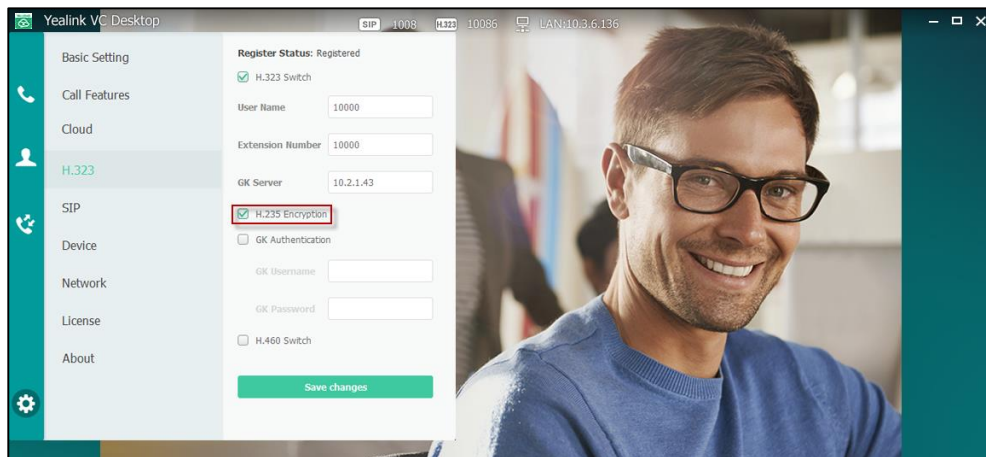 Yealink VC Desktop
SIP 1008 H.323 10086 LAN:10.3.6.136
Basic Setting
Call Features
Cloud
H.323
SIP
Device
Network
License
About
Register Status: Registered
H.323 Switch
User Name 10000
Extension Number 10000
GK Server 10.2.1.43
H.235 Encryption
GK Authentication
GK Username
GK Password
H.460 Switch
Save changes